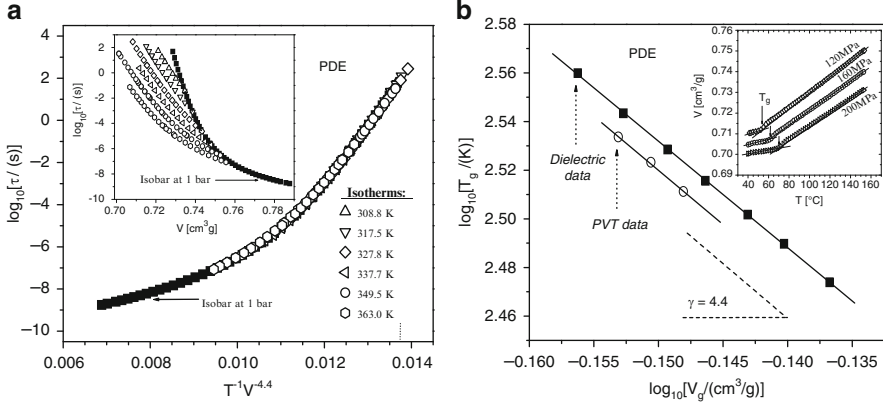 a
PDE
log₁₀[τ / (s)]
10
8
6
4
2
0
−2
−4
−6
−8
−10
0.006
0.008
0.010
0.012
0.014
T⁻¹V⁻⁴·⁴
Isobar at 1 bar
Isotherms:
308.8 K
317.5 K
327.8 K
337.7 K
349.5 K
363.0 K
log₁₀[τ / (s)]
4
2
0
−2
−4
−6
−8
−10
0.70
0.72
0.74
0.76
0.78
V [cm³g]
Isobar at 1 bar
b
PDE
log₁₀[Tg /(K)]
2.56
2.54
2.52
2.50
2.48
2.46
−0.160
−0.155
−0.150
−0.145
−0.140
−0.135
log₁₀[Vg/(cm³/g)]
Dielectric
data
PVT data
γ = 4.4
V [cm³/g]
0.76
0.75
0.74
0.73
0.72
0.71
0.70
0.69
40 60 80 100 120 140 160
T [°C]
Tg
120MPa
160MPa
200MPa